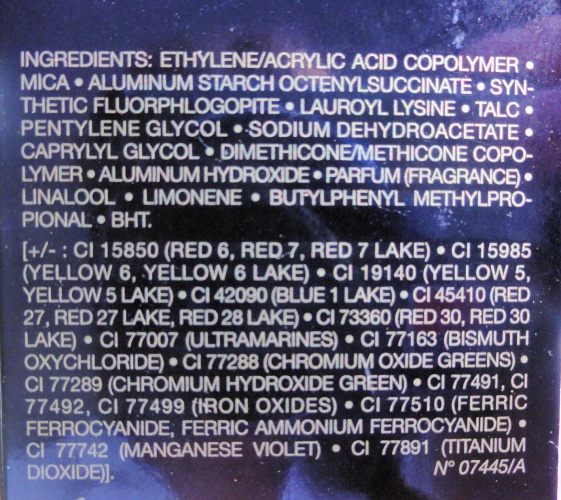 INGREDIENTS: ETHYLENE/ACRYLIC ACID COPOLYMER •
MICA • ALUMINUM STARCH OCTENYLSUCCINATE • SYN-
THETIC FLUORPHLOGOPITE • LAUROYL LYSINE • TALC •
PENTYLENE GLYCOL • SODIUM DEHYDROACETATE •
CAPRYLYL GLYCOL • DIMETHICONE/METHICONE COPO-
LYMER • ALUMINUM HYDROXIDE • PARFUM (FRAGRANCE) •
LINALOOL • LIMONENE • BUTYLPHENYL METHYLPRO-
PIONAL • BHT.
[+/- : CI 15850 (RED 6, RED 7, RED 7 LAKE) • CI 15985
(YELLOW 6, YELLOW 6 LAKE) • CI 19140 (YELLOW 5,
YELLOW 5 LAKE) • CI 42090 (BLUE 1 LAKE) • CI 45410 (RED
27, RED 27 LAKE, RED 28 LAKE) • CI 73360 (RED 30, RED 30
LAKE) • CI 77007 (ULTRAMARINES) • CI 77163 (BISMUTH
OXYCHLORIDE) • CI 77288 (CHROMIUM OXIDE GREENS) •
CI 77289 (CHROMIUM HYDROXIDE GREEN) • CI 77491, CI
77492, CI 77499 (IRON OXIDES) • CI 77510 (FERRIC
FERROCYANIDE, FERRIC AMMONIUM FERROCYANIDE) •
CI 77742 (MANGANESE VIOLET) • CI 77891 (TITANIUM
DIOXIDE)]. N° 07445/A